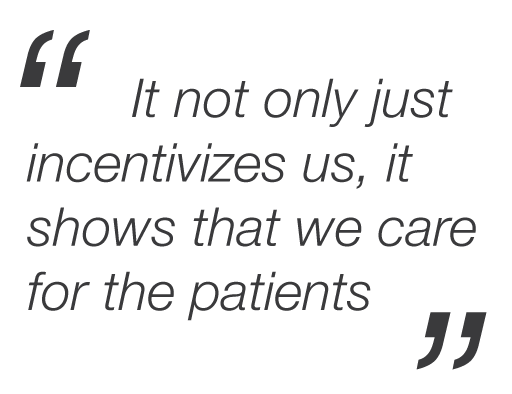 “ It not only just
incentivizes us, it
shows that we care
for the patients
”